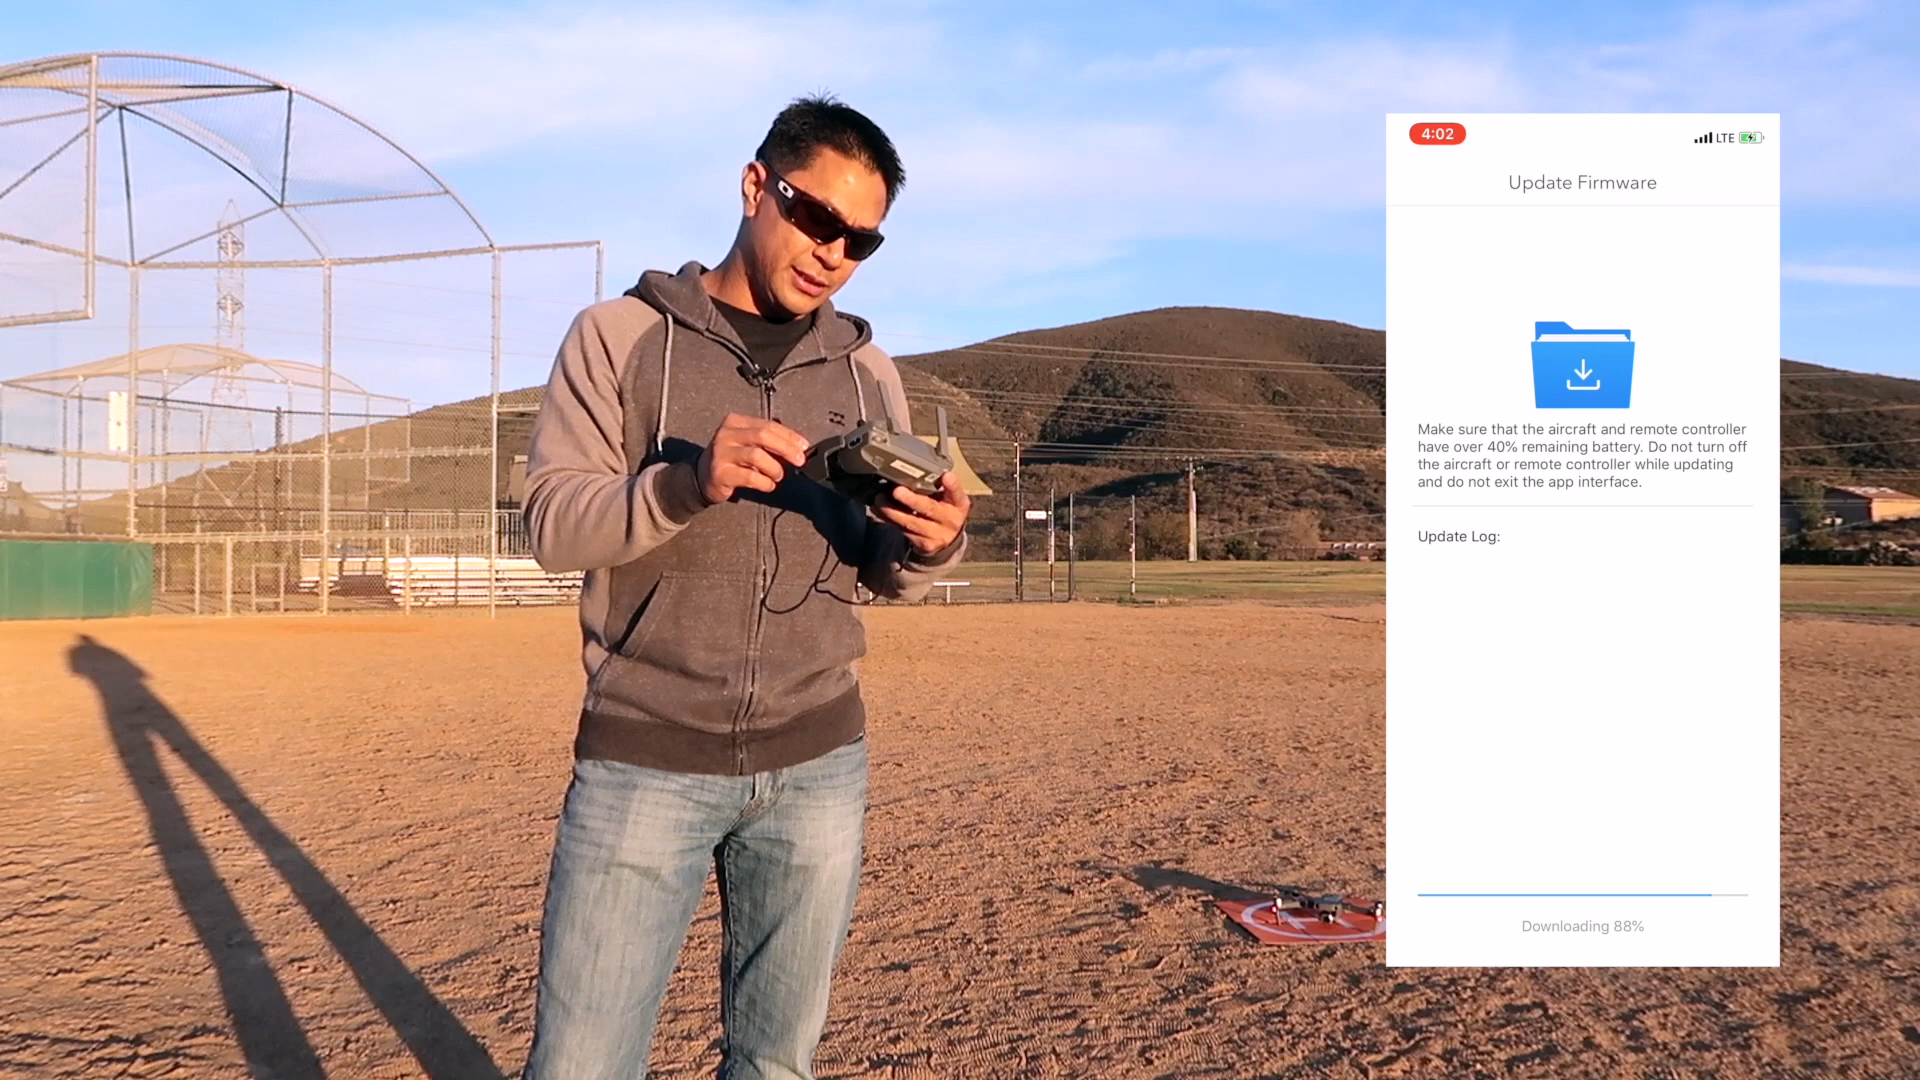 4:02
LTE
Update Firmware
Make sure that the aircraft and remote controller
have over 40% remaining battery. Do not turn off
the aircraft or remote controller while updating
and do not exit the app interface.
Update Log:
Downloading 88%